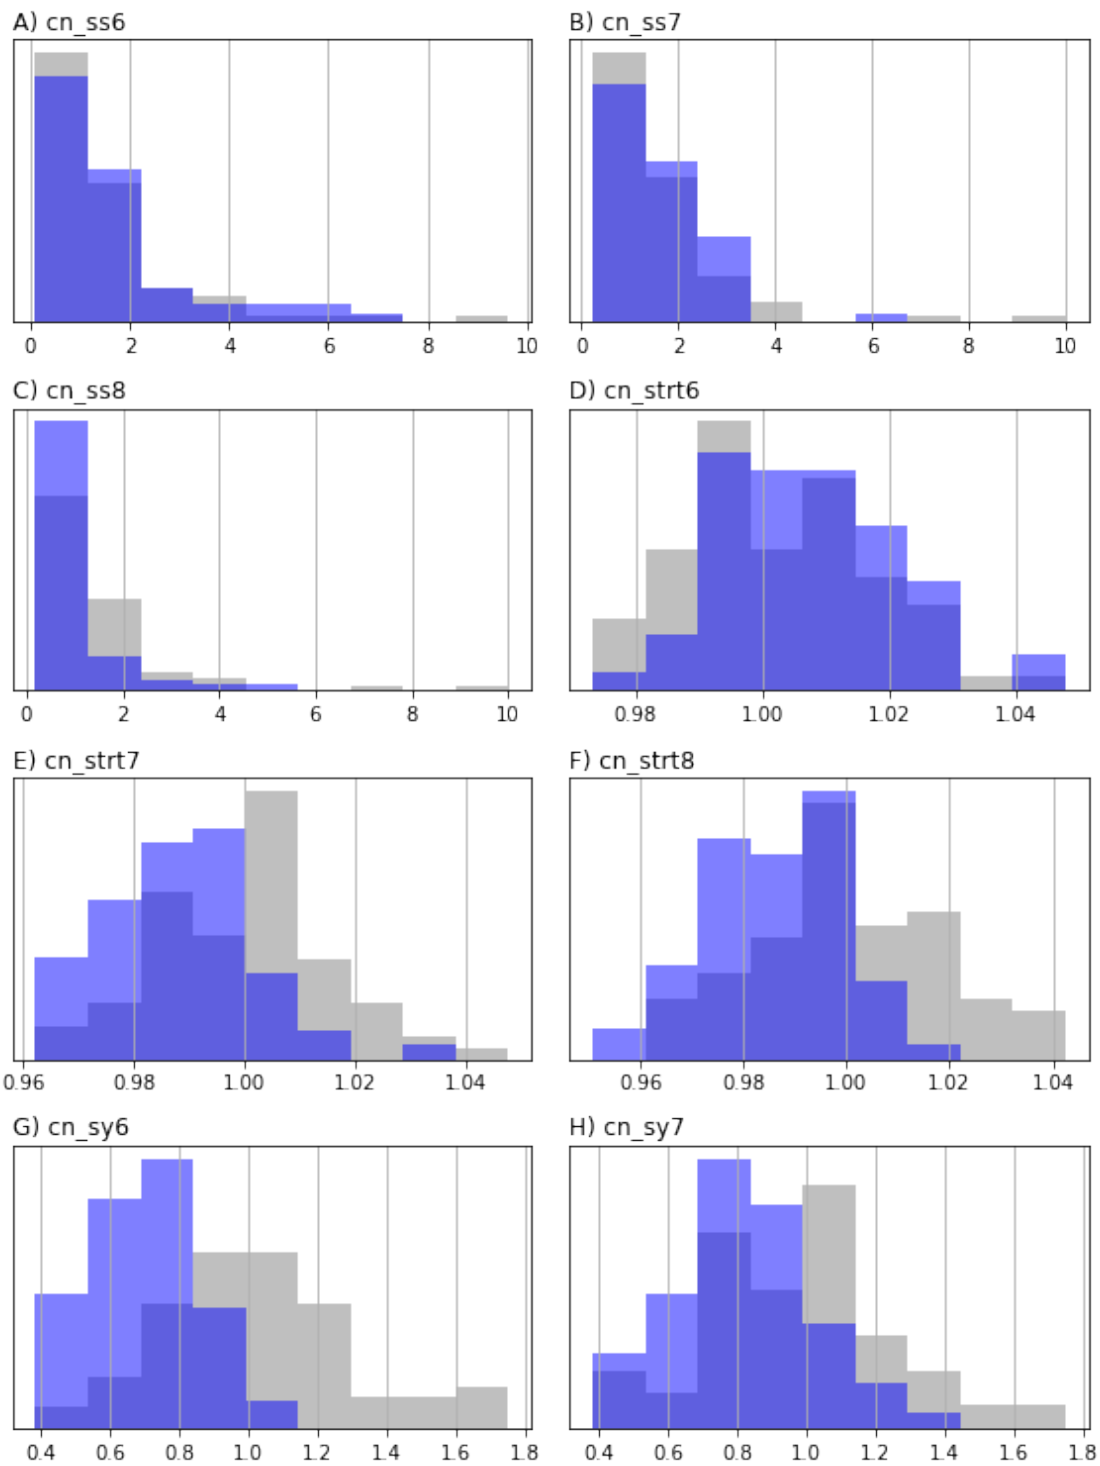 A) cn_ss6
B) cn_ss7
0 2 4 6 8 10
0 2 4 6 8 10
C) cn_ss8
D) cn_strt6
0 2 4 6 8 10
0.98 1.00 1.02 1.04
E) cn_strt7
F) cn_strt8
0.96 0.98 1.00 1.02 1.04
0.96 0.98 1.00 1.02 1.04
G) cn_sy6
H) cn_sy7
0.4 0.6 0.8 1.0 1.2 1.4 1.6 1.8
0.4 0.6 0.8 1.0 1.2 1.4 1.6 1.8